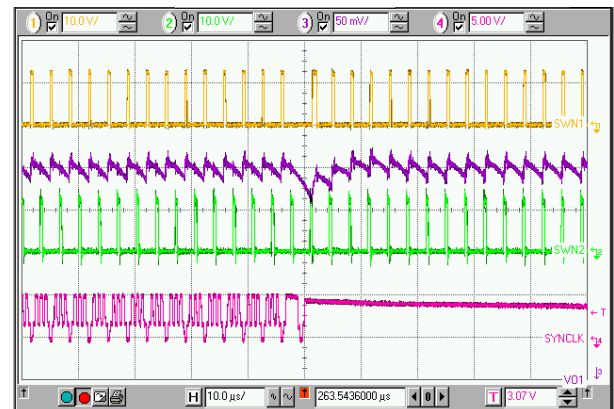 1 On 10.0 V/ 2 On 10.0 V/ 3 On 50 mV/ 4 On 5.00 V/
SWN1
SWN2
T
SYNCLK
VO1
H 10.0 µs/ 263.5436000 µs 0 T 3.07 V